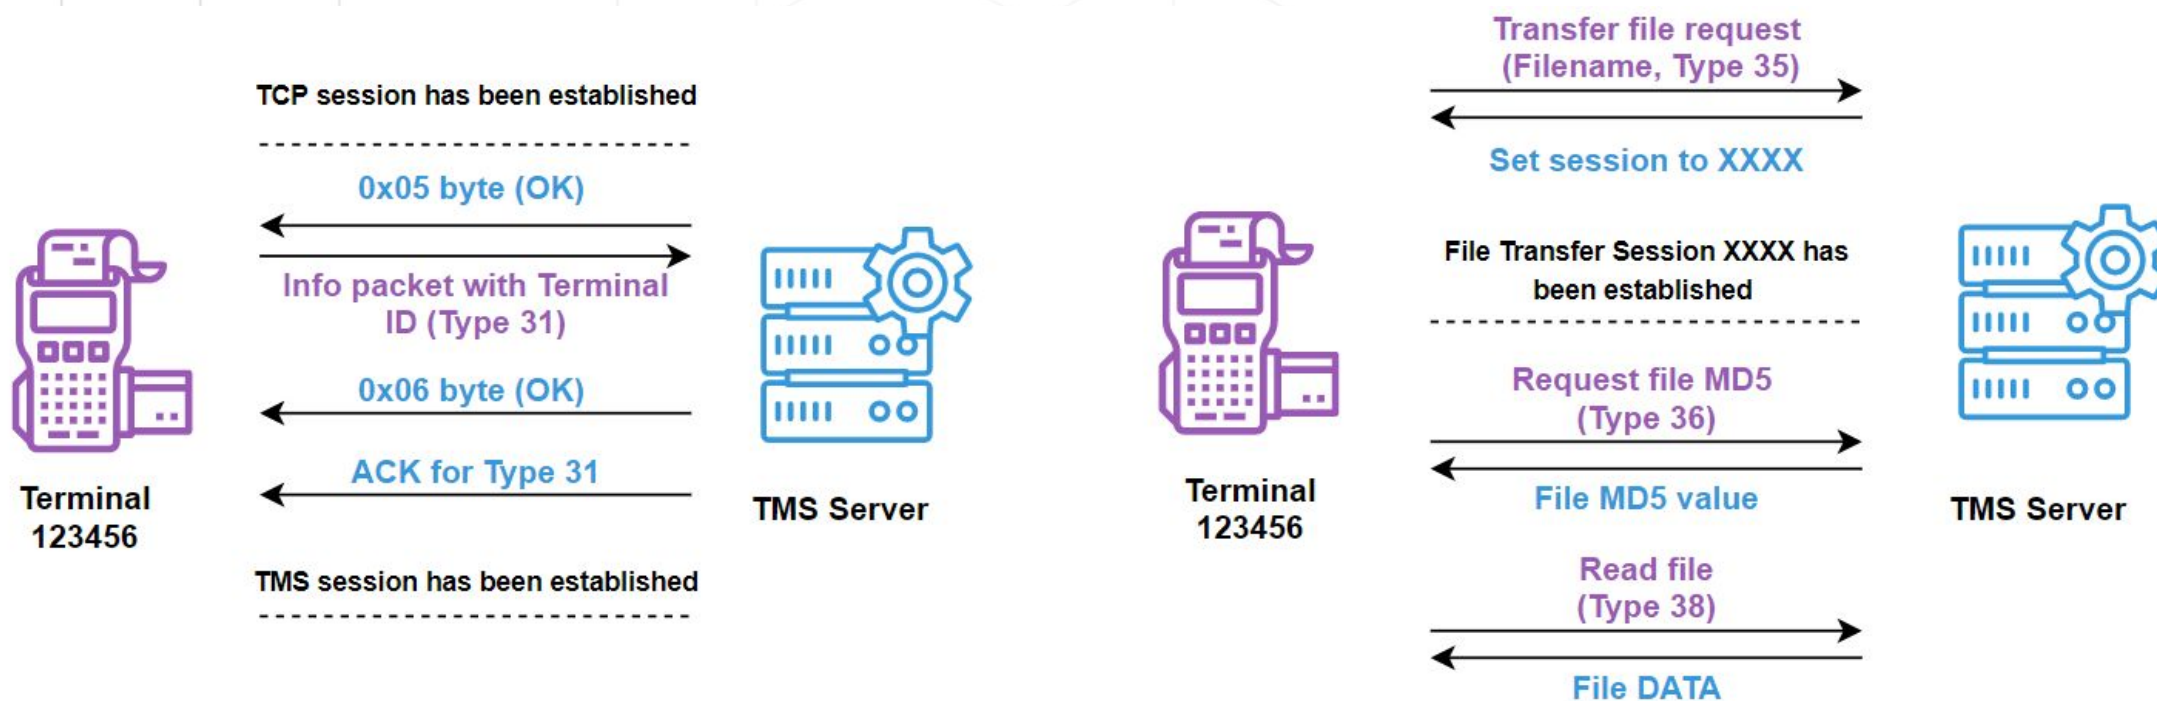 TCP session has been established
0x05 byte (OK)
Info packet with Terminal
ID (Type 31)
0x06 byte (OK)
ACK for Type 31
TMS session has been established
Terminal
123456
TMS Server
Transfer file request
(Filename, Type 35)
Set session to XXXX
File Transfer Session XXXX has
been established
Request file MD5
(Type 36)
File MD5 value
Read file
(Type 38)
File DATA
Terminal
123456
TMS Server